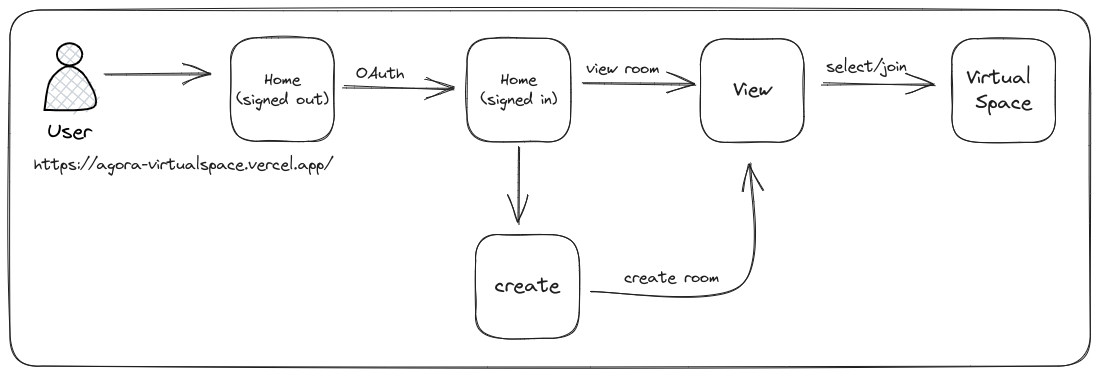 User
https://agora-virtualspace.vercel.app/
Home
(signed out)
OAuth
Home
(signed in)
view room
View
select/join
Virtual
Space
create
create room